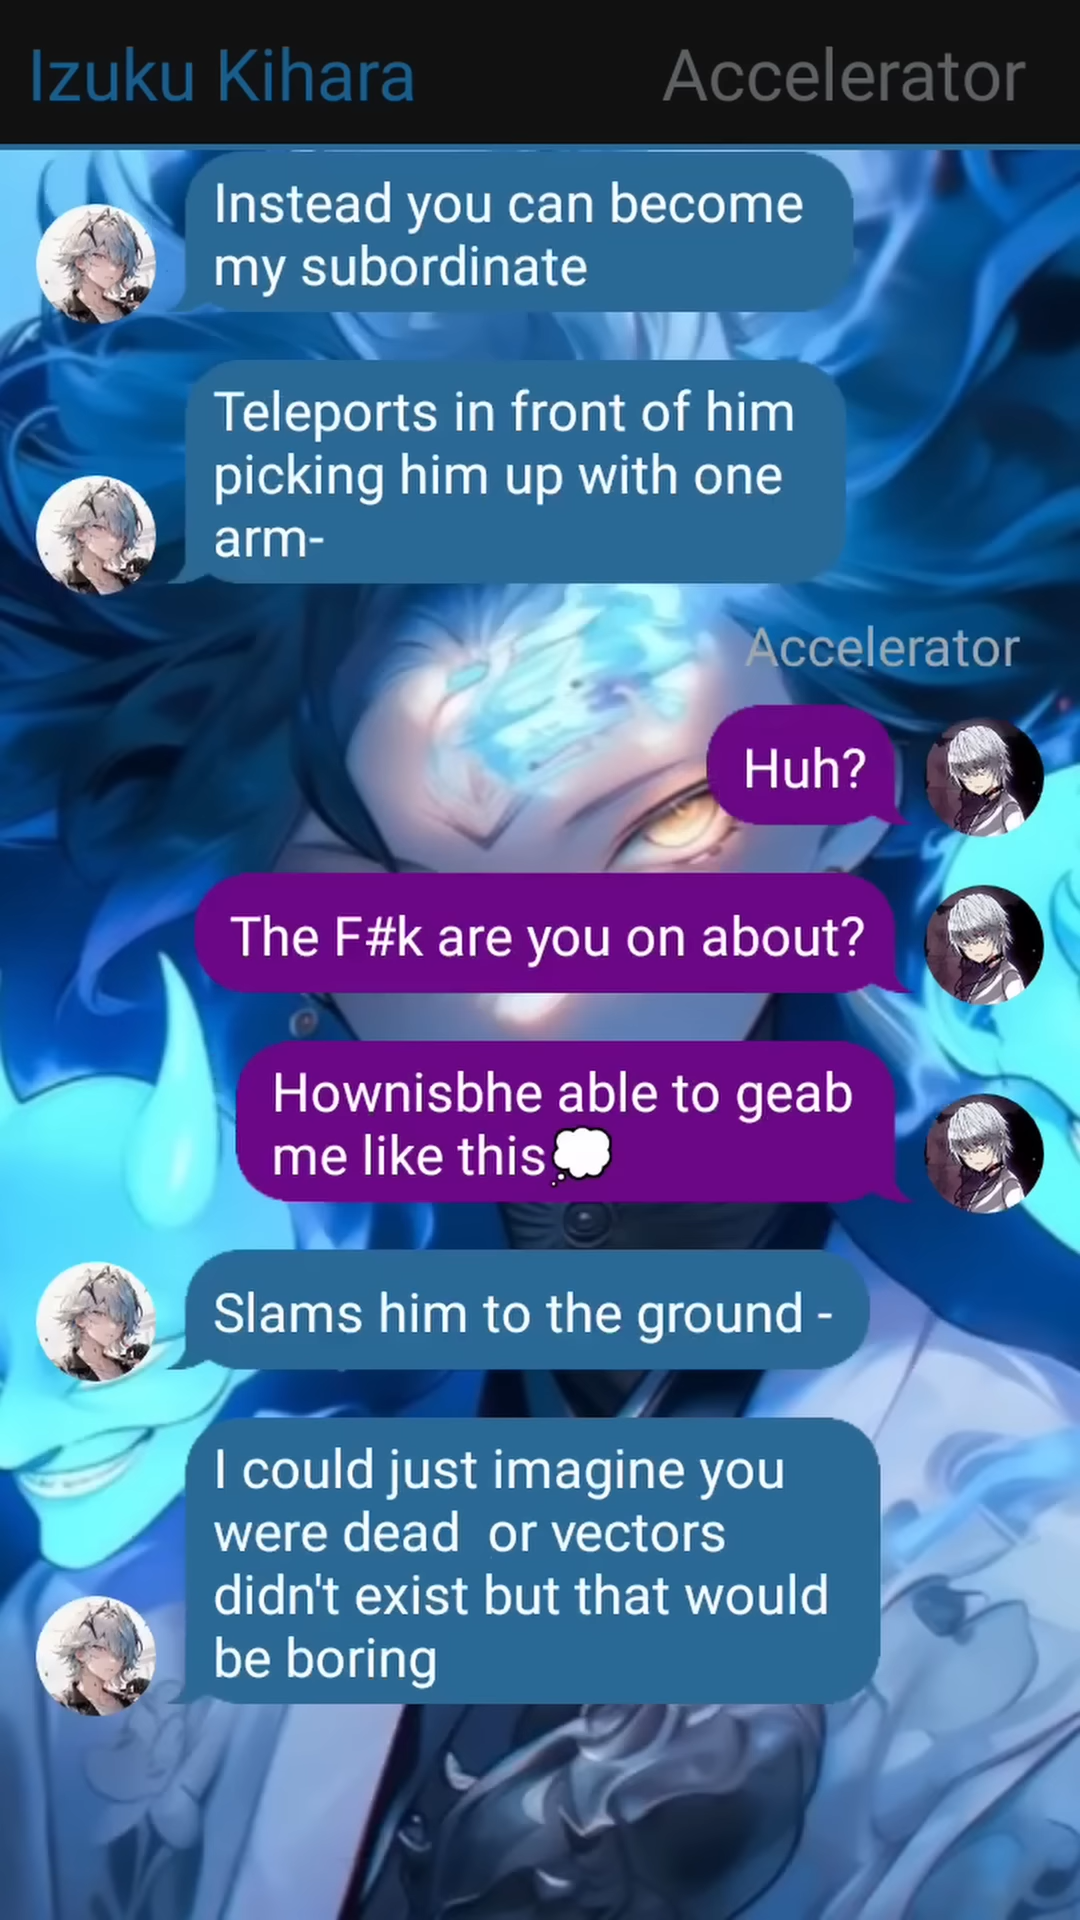 Izuku Kihara
Accelerator
Instead you can become
my subordinate
Teleports in front of him
picking him up with one
arm-
Accelerator
Huh?
The F#k are you on about?
Hownisbhe able to geab
me like this💭
Slams him to the ground -
I could just imagine you
were dead  or vectors
didn't exist but that would
be boring